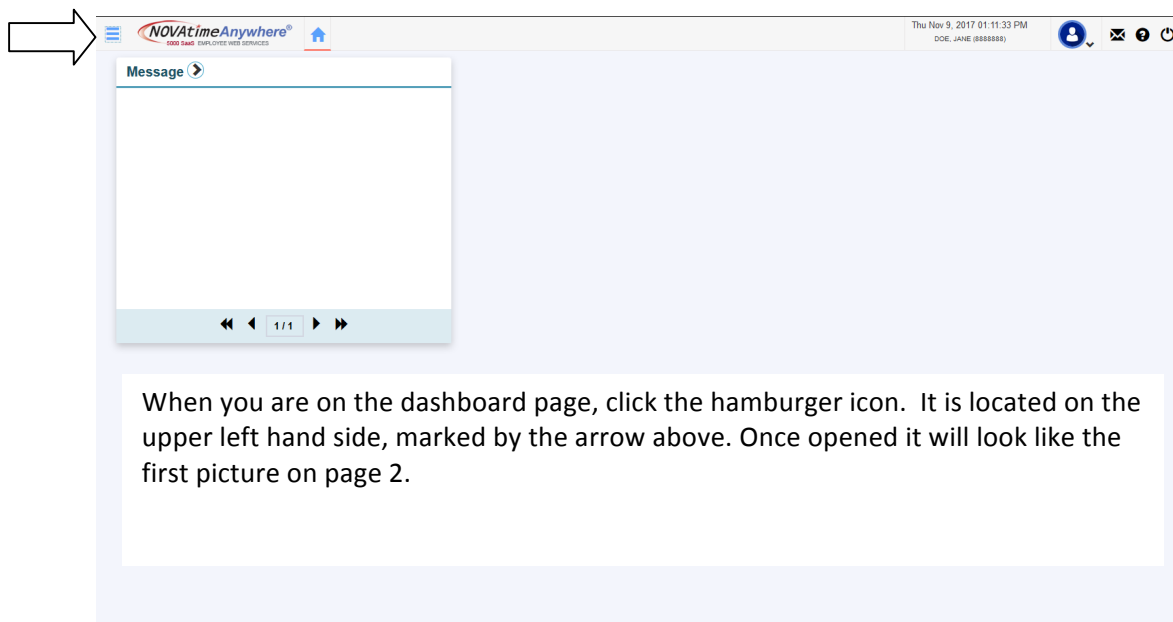 NOVAtimeAnywhere®
5000 SaaS EMPLOYEE WEB SERVICES
Thu Nov 9, 2017 01:11:33 PM
DOE, JANE (8888888)
Message
1 / 1
When you are on the dashboard page, click the hamburger icon.  It is located on the
upper left hand side, marked by the arrow above. Once opened it will look like the
first picture on page 2.